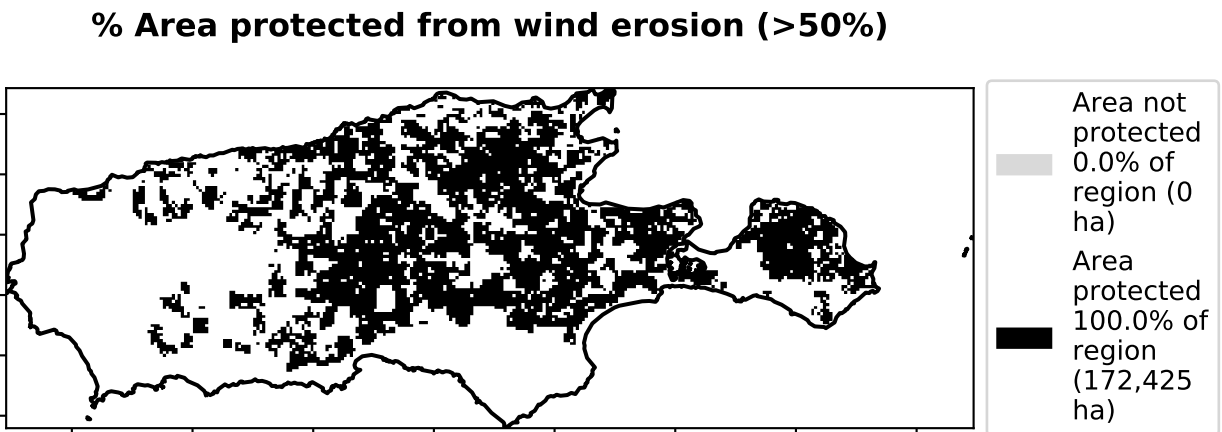 % Area protected from wind erosion (>50%)
Area not
protected
0.0% of
region (0
ha)
Area
protected
100.0% of
region
(172,425
ha)